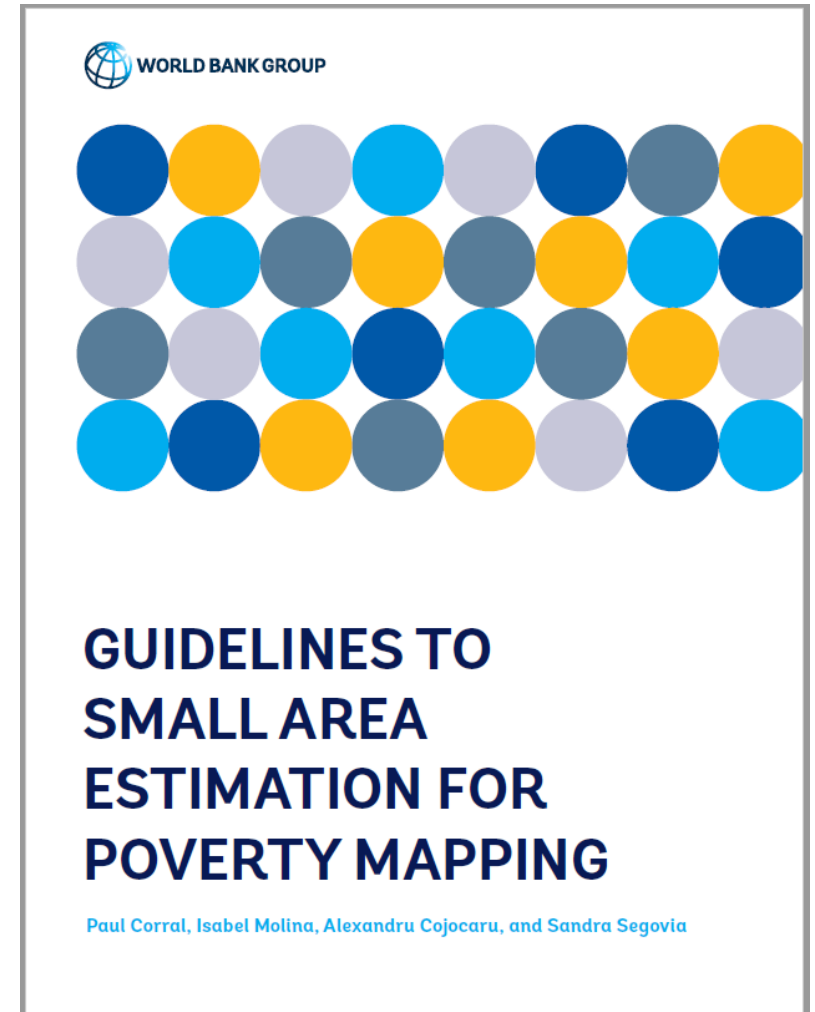 WORLD BANK GROUP
GUIDELINES TO
SMALL AREA
ESTIMATION FOR
POVERTY MAPPING
Paul Corral, Isabel Molina, Alexandru Cojocaru, and Sandra Segovia